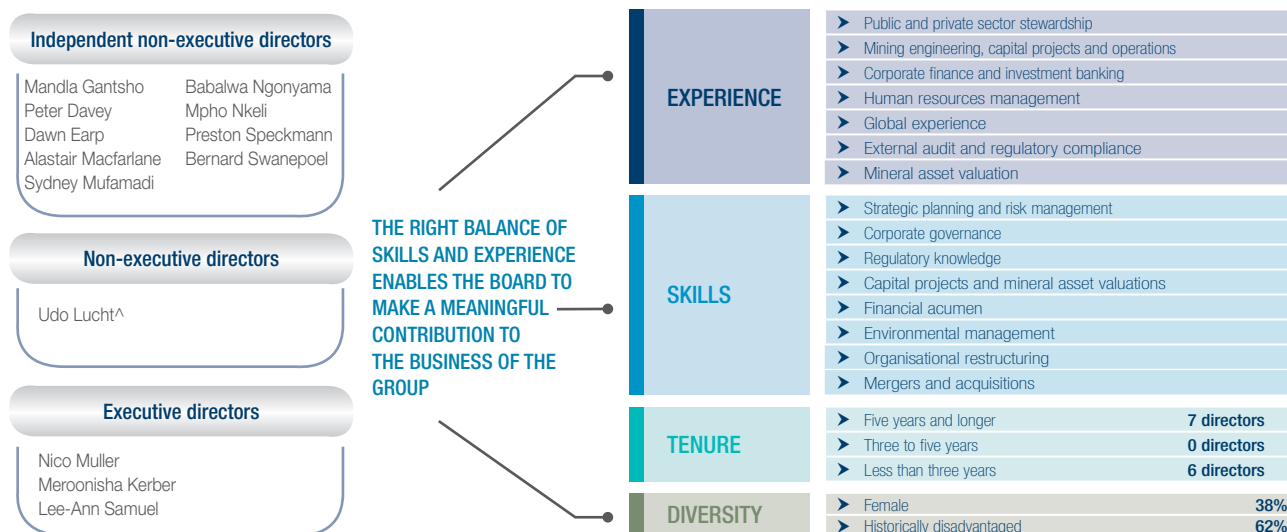 Independent non-executive directors
Mandla Gantsho
Peter Davey
Dawn Earp
Alastair Macfarlane
Sydney Mufamadi
Babalwa Ngonyama
Mpho Nkeli
Preston Speckmann
Bernard Swanepoel
Non-executive directors
Udo Lucht^
Executive directors
Nico Muller
Meroonisha Kerber
Lee-Ann Samuel
THE RIGHT BALANCE OF
SKILLS AND EXPERIENCE
ENABLES THE BOARD TO
MAKE A MEANINGFUL
CONTRIBUTION TO
THE BUSINESS OF THE
GROUP
EXPERIENCE
Public and private sector stewardship
Mining engineering, capital projects and operations
Corporate finance and investment banking
Human resources management
Global experience
External audit and regulatory compliance
Mineral asset valuation
SKILLS
Strategic planning and risk management
Corporate governance
Regulatory knowledge
Capital projects and mineral asset valuations
Financial acumen
Environmental management
Organisational restructuring
Mergers and acquisitions
TENURE
Five years and longer 7 directors
Three to five years 0 directors
Less than three years 6 directors
DIVERSITY
Female 38%
Historically disadvantaged 62%